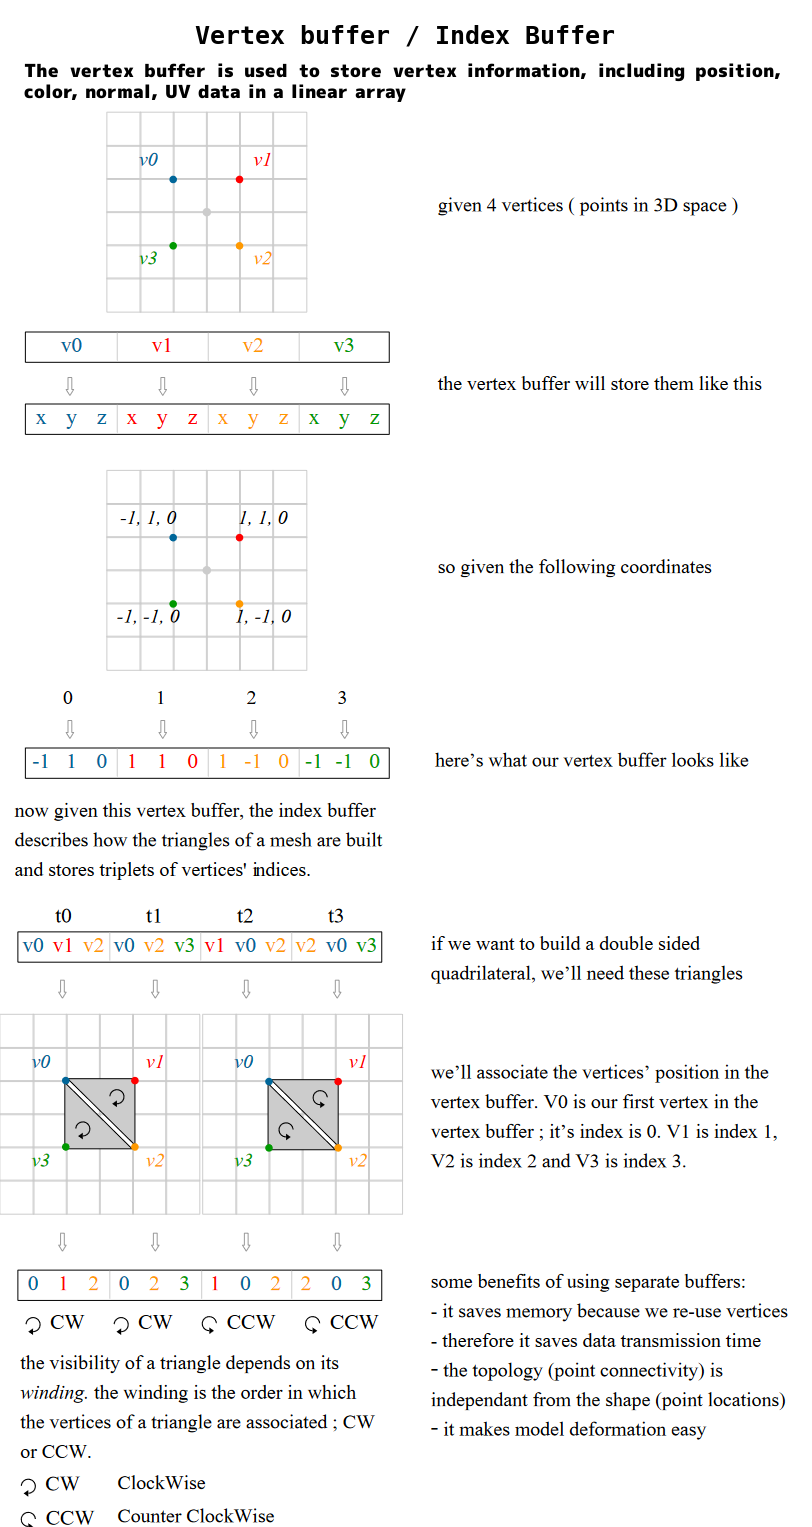 Vertex buffer / Index Buffer
The vertex buffer is used to store vertex information, including position,
color, normal, UV data in a linear array
v0 v1
given 4 vertices ( points in 3D space )
v3 v2
v0 v1 v2 v3
the vertex buffer will store them like this
x y z x y z x y z x y z
-1, 1, 0 1, 1, 0
so given the following coordinates
-1, -1, 0 1, -1, 0
0 1 2 3
-1 1 0 1 1 0 1 -1 0 -1 -1 0
here's what our vertex buffer looks like
now given this vertex buffer, the index buffer
describes how the triangles of a mesh are built
and stores triplets of vertices' indices.
t0 t1 t2 t3
v0 v1 v2 v0 v2 v3 v1 v0 v2 v2 v0 v3
if we want to build a double sided
quadrilateral, we'll need these triangles
v0 v1 v0 v1
v3 v2 v3 v2
we'll associate the vertices' position in the
vertex buffer. V0 is our first vertex in the
vertex buffer ; it's index is 0. V1 is index 1,
V2 is index 2 and V3 is index 3.
0 1 2 0 2 3 1 0 2 2 0 3
CW CW CCW CCW
the visibility of a triangle depends on its
winding. the winding is the order in which
the vertices of a triangle are associated ; CW
or CCW.
CW ClockWise
CCW Counter ClockWise
some benefits of using separate buffers:
- it saves memory because we re-use vertices
- therefore it saves data transmission time
- the topology (point connectivity) is
independant from the shape (point locations)
- it makes model deformation easy